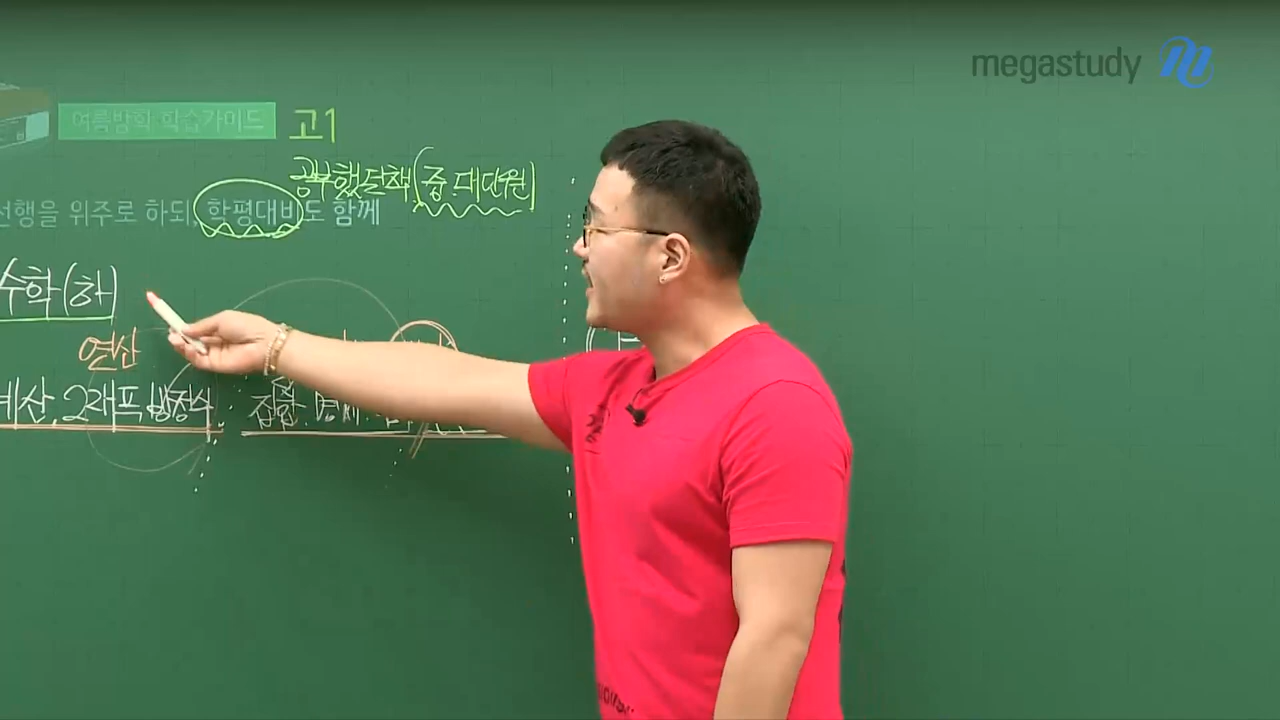 megastudy
여름방학 학습가이드 고1
공부했던책(중.대단원)
선행을 위주로 하되, 학평대비도 함께
수학(하)
연산
계산, 그래프 방정식 집합.